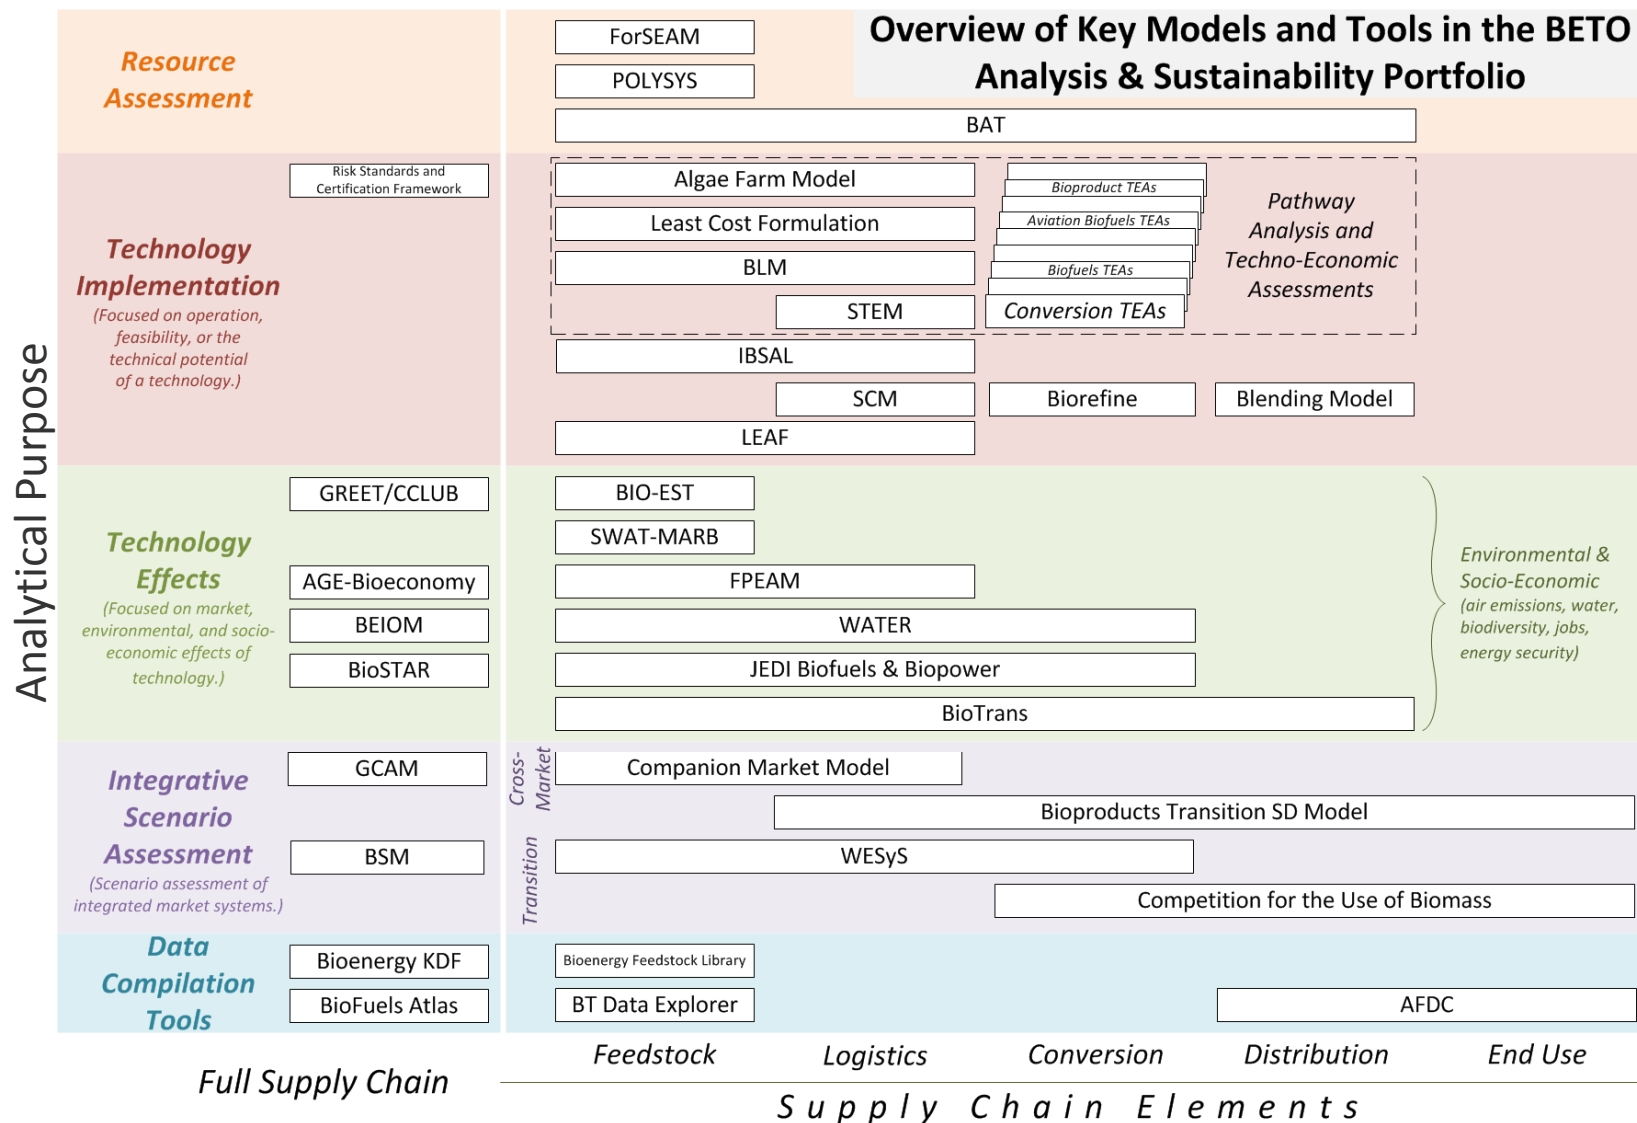 Overview of Key Models and Tools in the BETO
Analysis & Sustainability Portfolio
Analytical Purpose
Resource
Assessment
ForSEAM
POLYSYS
BAT
Technology
Implementation
(Focused on operation,
feasibility, or the
technical potential
of a technology.)
Risk Standards and
Certification Framework
Algae Farm Model
Least Cost Formulation
BLM
STEM
Bioproduct TEAs
Aviation Biofuels TEAs
Biofuels TEAs
Conversion TEAs
Pathway
Analysis and
Techno-Economic
Assessments
IBSAL
SCM
Biorefine
Blending Model
LEAF
Technology
Effects
(Focused on market,
environmental, and socio-
economic effects of
technology.)
GREET/CCLUB
AGE-Bioeconomy
BEIOM
BioSTAR
BIO-EST
SWAT-MARB
FPEAM
WATER
JEDI Biofuels & Biopower
BioTrans
Environmental &
Socio-Economic
(air emissions, water,
biodiversity, jobs,
energy security)
Integrative
Scenario
Assessment
(Scenario assessment of
integrated market systems.)
GCAM
BSM
Cross-
Market
Transition
Companion Market Model
Bioproducts Transition SD Model
WESyS
Competition for the Use of Biomass
Data
Compilation
Tools
Bioenergy KDF
BioFuels Atlas
Bioenergy Feedstock Library
BT Data Explorer
AFDC
Feedstock
Logistics
Conversion
Distribution
End Use
Full Supply Chain
Supply Chain Elements